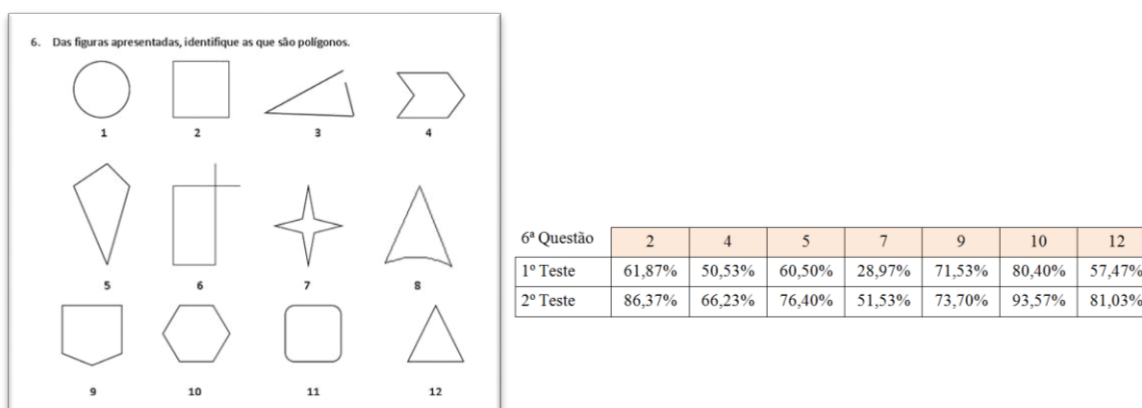 6. Das figuras apresentadas, identifique as que são polígonos.
1 2 3 4
5 6 7 8
9 10 11 12
6ª Questão 2 4 5 7 9 10 12
1º Teste 61,87% 50,53% 60,50% 28,97% 71,53% 80,40% 57,47%
2º Teste 86,37% 66,23% 76,40% 51,53% 73,70% 93,57% 81,03%